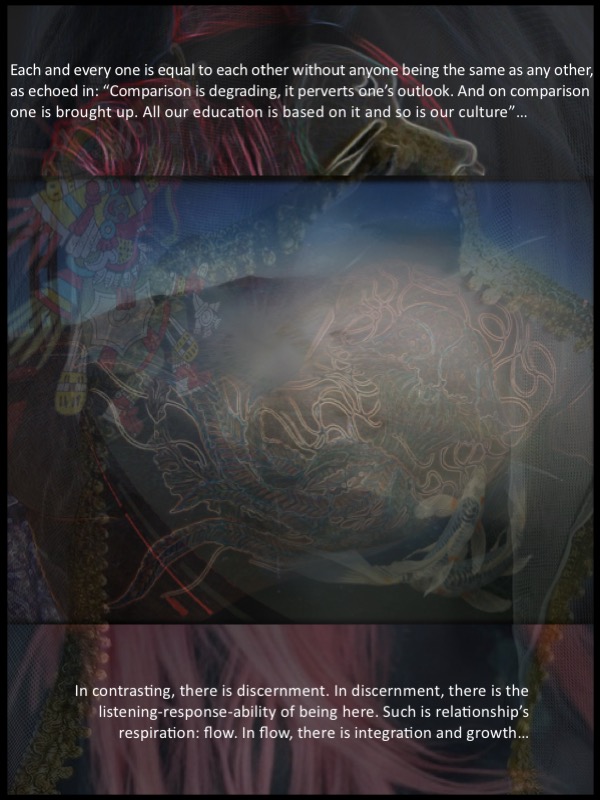 Each and every one is equal to each other without anyone being the same as any other,
as echoed in: “Comparison is degrading, it perverts one’s outlook. And on comparison
one is brought up. All our education is based on it and so is our culture”…
In contrasting, there is discernment. In discernment, there is the
listening-response-ability of being here. Such is relationship’s
respiration: flow. In flow, there is integration and growth…